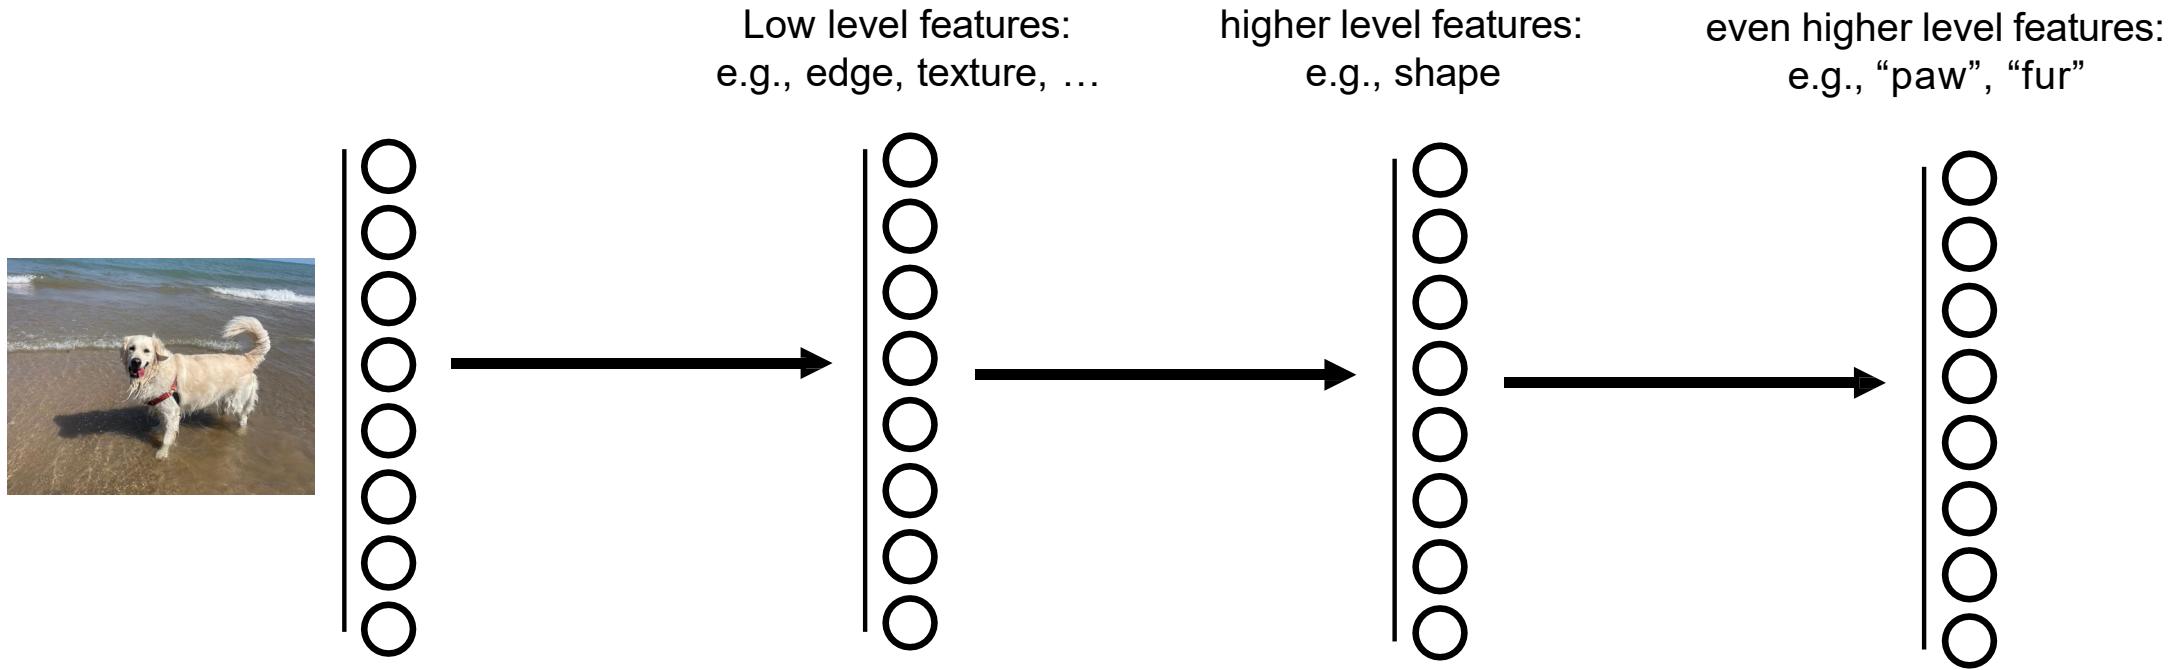 Low level features:
e.g., edge, texture, …
higher level features:
e.g., shape
even higher level features:
e.g., “paw”, “fur”